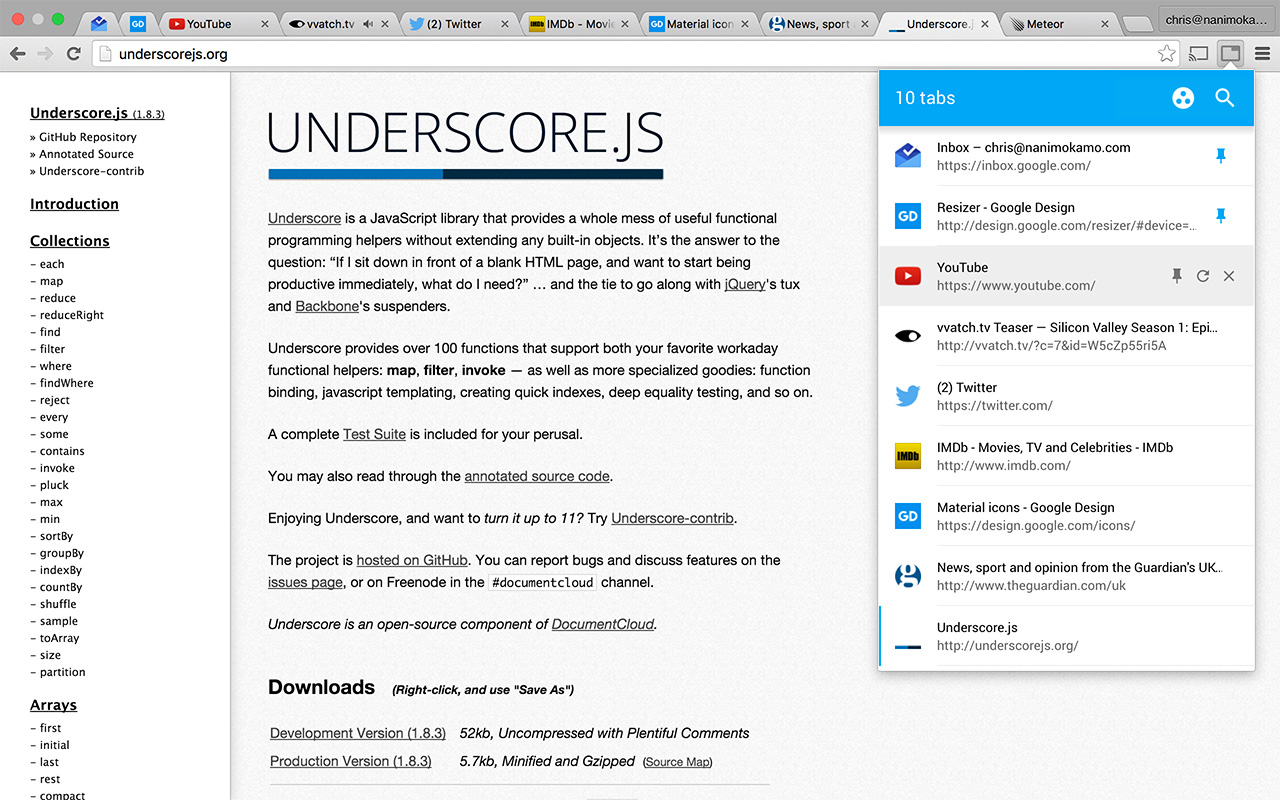 GD
YouTube
vvatch.tv
(2) Twitter
IMDb
IMDb - Movie
GD
Material icon
News, sport a
Underscore.j
Meteor
chris@nanimoka...
underscorejs.org
Underscore.js (1.8.3)
» GitHub Repository
» Annotated Source
» Underscore-contrib
Introduction
Collections
- each
- map
- reduce
- reduceRight
- find
- filter
- where
- findWhere
- reject
- every
- some
- contains
- invoke
- pluck
- max
- min
- sortBy
- groupBy
- indexBy
- countBy
- shuffle
- sample
- toArray
- size
- partition
Arrays
- first
- initial
- last
- rest
- compact
UNDERSCORE.JS
Underscore is a JavaScript library that provides a whole mess of useful functional
programming helpers without extending any built-in objects. It's the answer to the
question: “If I sit down in front of a blank HTML page, and want to start being
productive immediately, what do I need?” … and the tie to go along with jQuery's tux
and Backbone's suspenders.
Underscore provides over 100 functions that support both your favorite workaday
functional helpers: map, filter, invoke — as well as more specialized goodies: function
binding, javascript templating, creating quick indexes, deep equality testing, and so on.
A complete Test Suite is included for your perusal.
You may also read through the annotated source code.
Enjoying Underscore, and want to turn it up to 11? Try Underscore-contrib.
The project is hosted on GitHub. You can report bugs and discuss features on the
issues page, or on Freenode in the #documentcloud channel.
Underscore is an open-source component of DocumentCloud.
Downloads (Right-click, and use "Save As")
Development Version (1.8.3) 52kb, Uncompressed with Plentiful Comments
Production Version (1.8.3) 5.7kb, Minified and Gzipped (Source Map)
10 tabs
Inbox – chris@nanimokamo.com
https://inbox.google.com/
GD
Resizer - Google Design
http://design.google.com/resizer/#device=...
YouTube
https://www.youtube.com/
vvatch.tv Teaser — Silicon Valley Season 1: Epi...
http://vvatch.tv/?c=7&id=W5cZp55ri5A
(2) Twitter
https://twitter.com/
IMDb
IMDb - Movies, TV and Celebrities - IMDb
http://www.imdb.com/
GD
Material icons - Google Design
https://design.google.com/icons/
News, sport and opinion from the Guardian's UK...
http://www.theguardian.com/uk
Underscore.js
http://underscorejs.org/